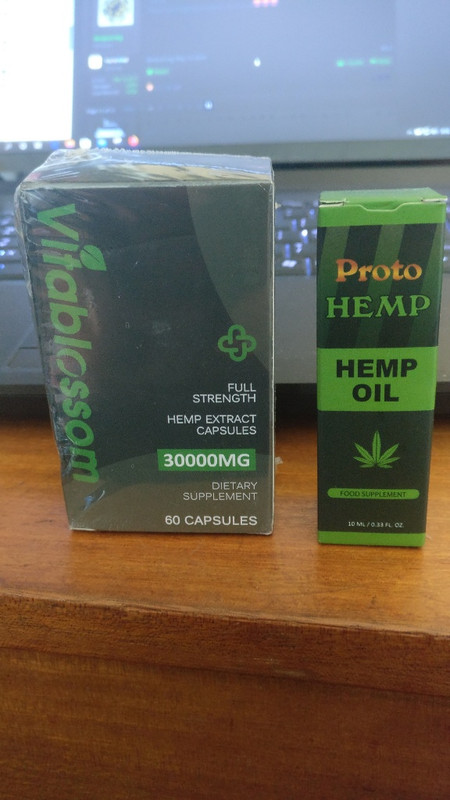 Vitablossom
FULL
STRENGTH
HEMP EXTRACT
CAPSULES
30000MG
DIETARY
SUPPLEMENT
60 CAPSULES
Proto
HEMP
HEMP
OIL
FOOD SUPPLEMENT
10 ML / 0.33 FL. OZ.